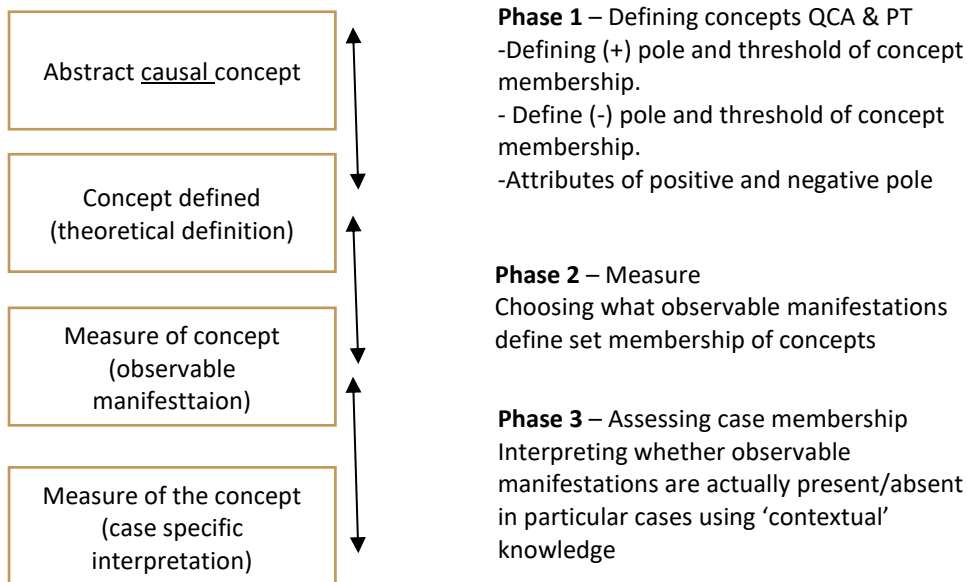 Abstract causal concept
Concept defined
(theoretical definition)
Measure of concept
(observable
manifesttaion)
Measure of the concept
(case specific
interpretation)
Phase 1 – Defining concepts QCA & PT
-Defining (+) pole and threshold of concept
membership.
- Define (-) pole and threshold of concept
membership.
-Attributes of positive and negative pole
Phase 2 – Measure
Choosing what observable manifestations
define set membership of concepts
Phase 3 – Assessing case membership
Interpreting whether observable
manifestations are actually present/absent
in particular cases using ‘contextual’
knowledge